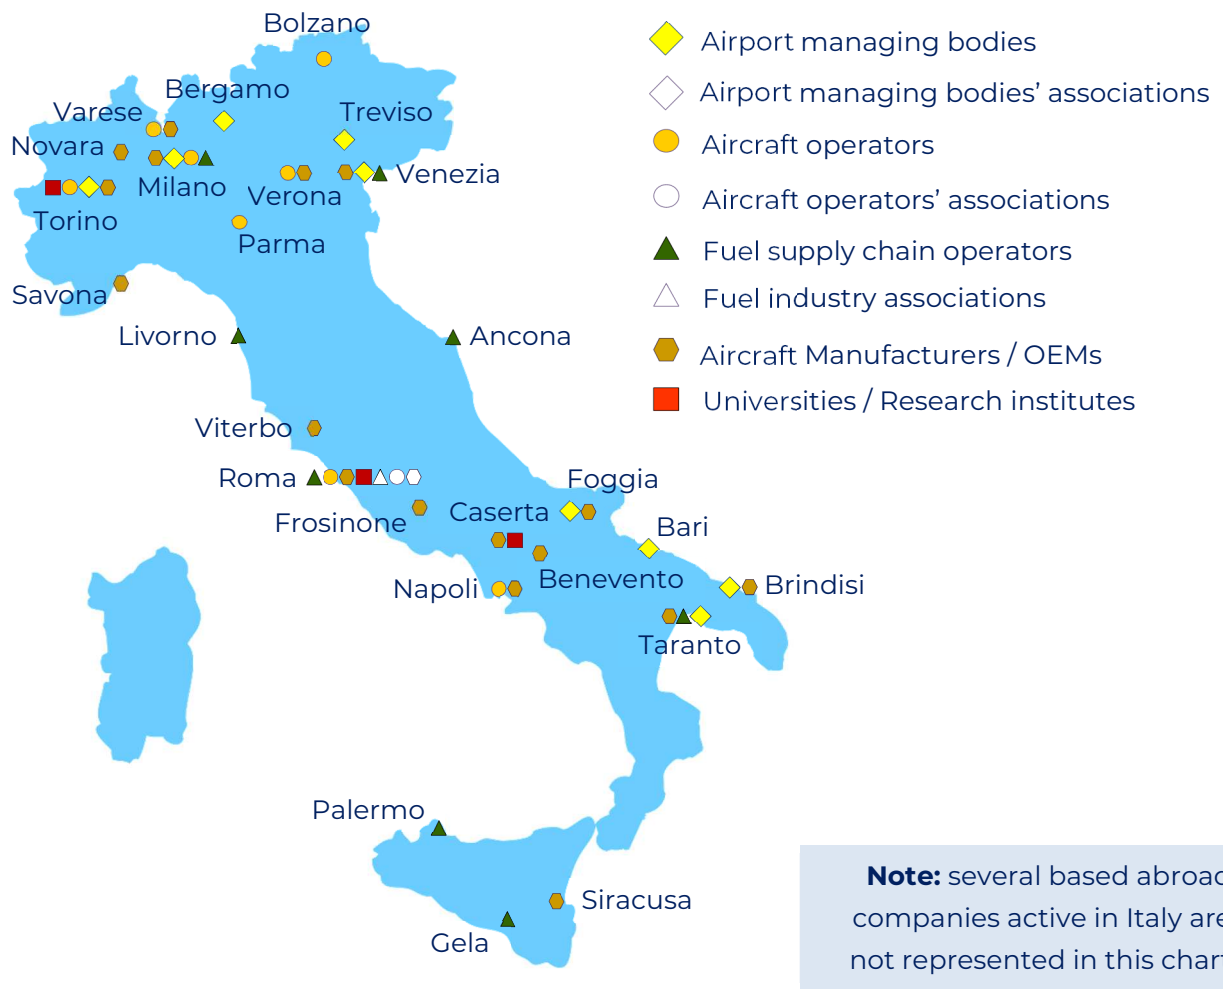 Bolzano
Bergamo
Varese
Treviso
Novara
Milano
Verona
Venezia
Torino
Parma
Savona
Livorno
Ancona
Viterbo
Roma
Foggia
Frosinone
Caserta
Bari
Benevento
Napoli
Brindisi
Taranto
Palermo
Siracusa
Gela
Airport managing bodies
Airport managing bodies’ associations
Aircraft operators
Aircraft operators’ associations
Fuel supply chain operators
Fuel industry associations
Aircraft Manufacturers / OEMs
Universities / Research institutes
Note: several based abroad
companies active in Italy are
not represented in this chart